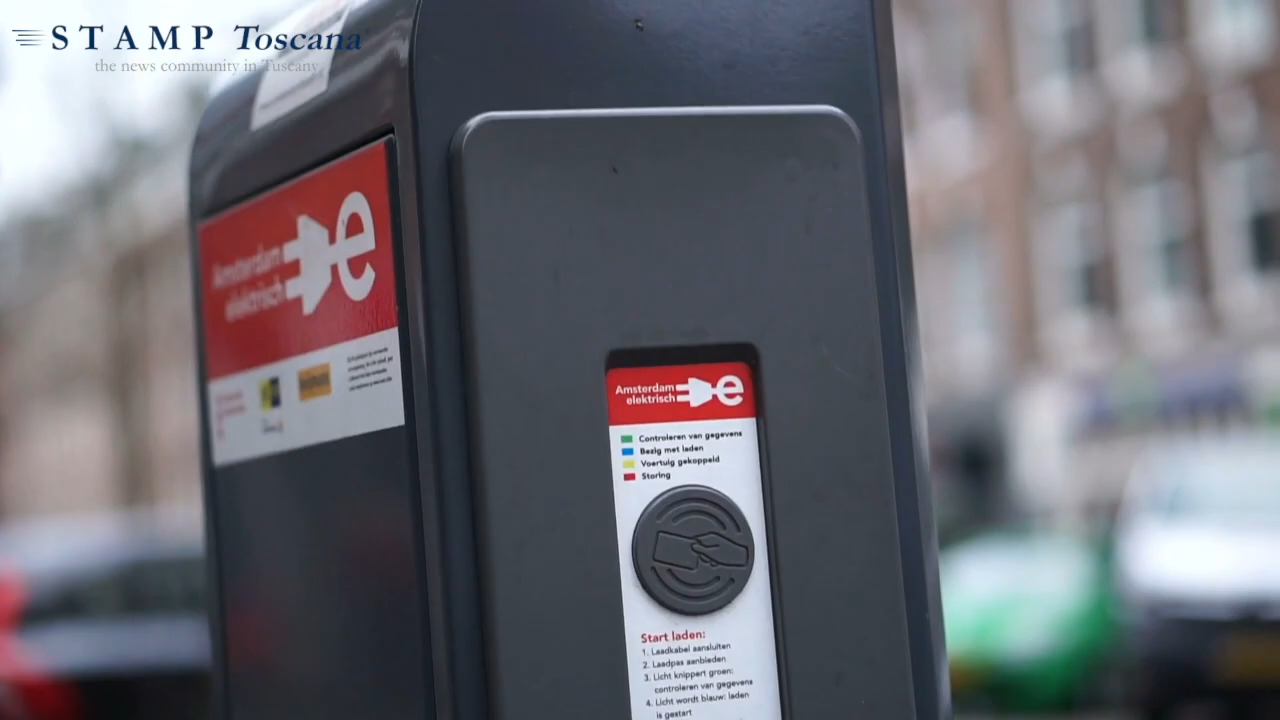 STAMP Toscana
the news community in Tuscany
Amsterdam
elektrisch
Amsterdam
elektrisch
Controleren van gegevens
Bezig met laden
Voertuig gekoppeld
Storing
Start laden:
1. Laadkabel aansluiten
2. Laadpas aanbieden
3. Licht knippert groen:
controleren van gegevens
4. Licht wordt blauw: laden
is gestart